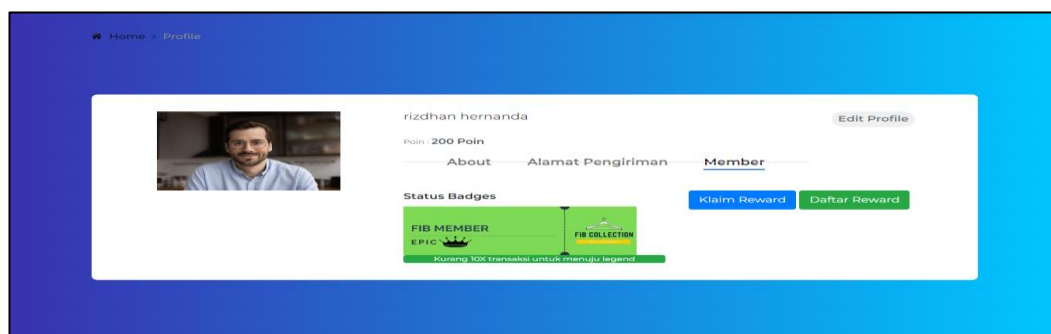 Home > Profile
rizdhan hernanda
Edit Profile
Poin : 200 Poin
About Alamat Pengiriman Member
Status Badges
Klaim Reward Daftar Reward
FIB MEMBER
EPIC
FIB COLLECTION
Kurang 10X transaksi untuk menuju legend